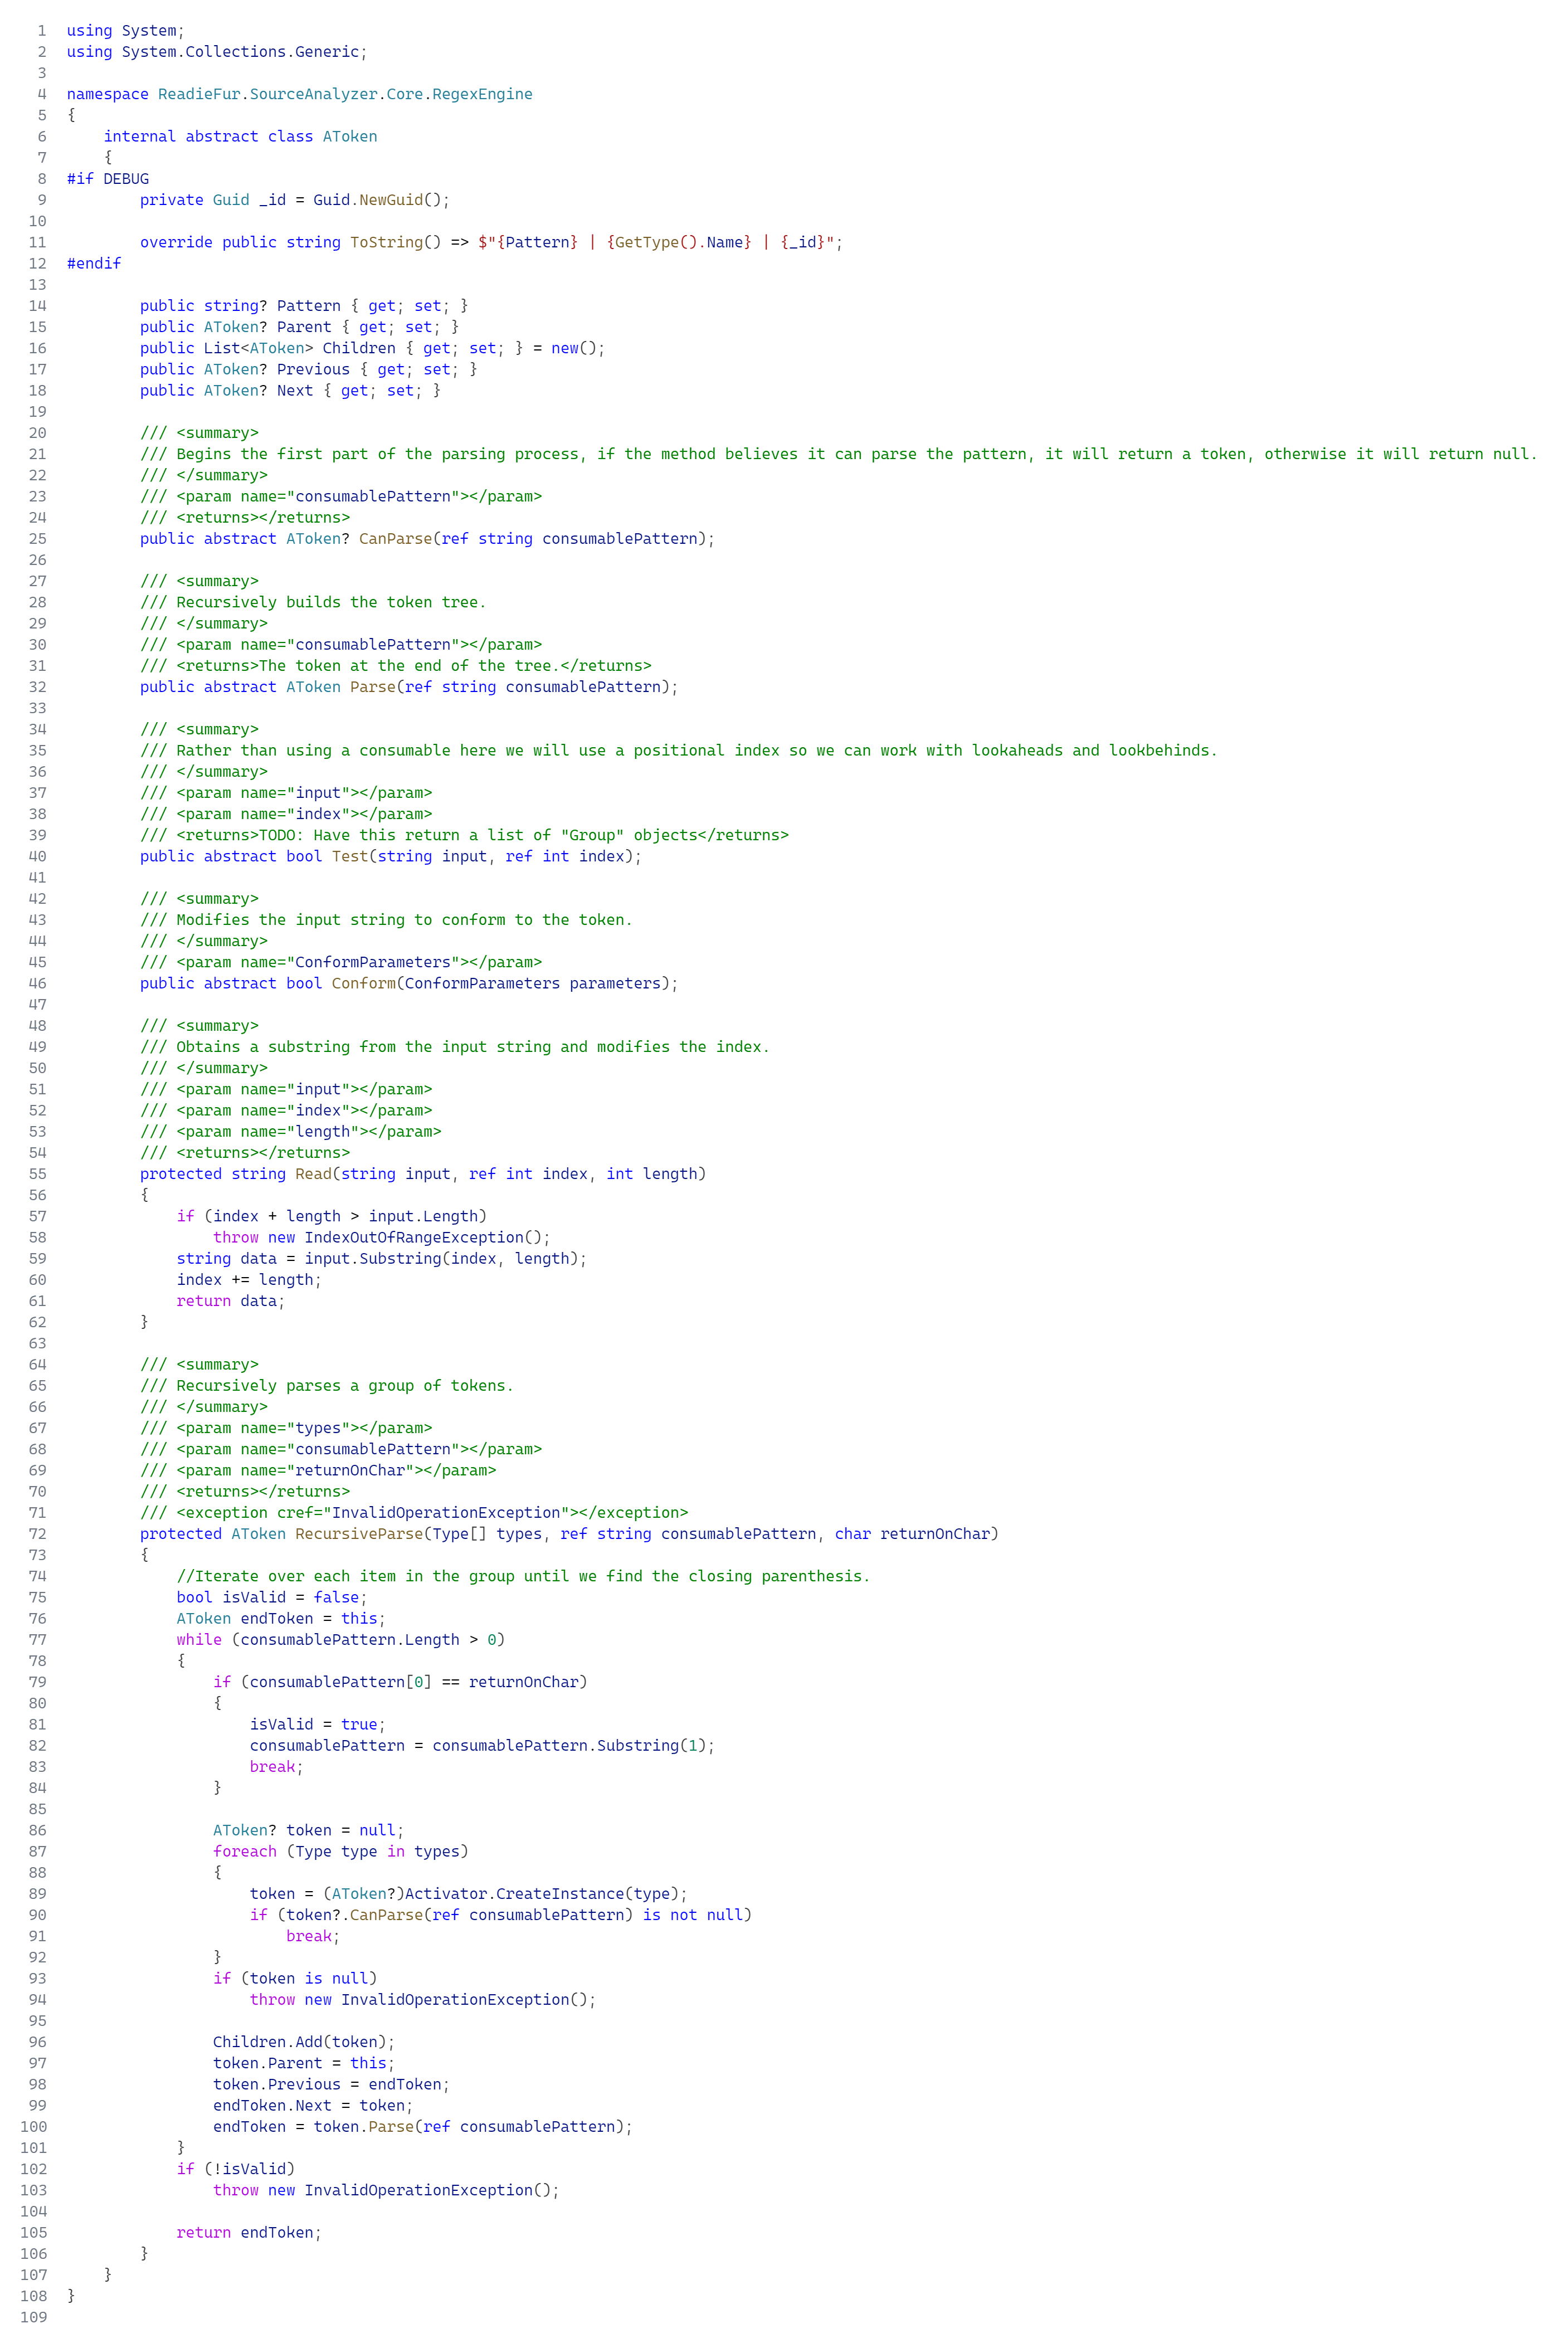 1 using System;
2 using System.Collections.Generic;
3
4 namespace ReadieFur.SourceAnalyzer.Core.RegexEngine
5 {
6     internal abstract class AToken
7     {
8 #if DEBUG
9         private Guid _id = Guid.NewGuid();
10
11         override public string ToString() => $"{Pattern} | {GetType().Name} | {_id}";
12 #endif
13
14         public string? Pattern { get; set; }
15         public AToken? Parent { get; set; }
16         public List<AToken> Children { get; set; } = new();
17         public AToken? Previous { get; set; }
18         public AToken? Next { get; set; }
19
20         /// <summary>
21         /// Begins the first part of the parsing process, if the method believes it can parse the pattern, it will return a token, otherwise it will return null.
22         /// </summary>
23         /// <param name="consumablePattern"></param>
24         /// <returns></returns>
25         public abstract AToken? CanParse(ref string consumablePattern);
26
27         /// <summary>
28         /// Recursively builds the token tree.
29         /// </summary>
30         /// <param name="consumablePattern"></param>
31         /// <returns>The token at the end of the tree.</returns>
32         public abstract AToken Parse(ref string consumablePattern);
33
34         /// <summary>
35         /// Rather than using a consumable here we will use a positional index so we can work with lookaheads and lookbehinds.
36         /// </summary>
37         /// <param name="input"></param>
38         /// <param name="index"></param>
39         /// <returns>TODO: Have this return a list of "Group" objects</returns>
40         public abstract bool Test(string input, ref int index);
41
42         /// <summary>
43         /// Modifies the input string to conform to the token.
44         /// </summary>
45         /// <param name="ConformParameters"></param>
46         public abstract bool Conform(ConformParameters parameters);
47
48         /// <summary>
49         /// Obtains a substring from the input string and modifies the index.
50         /// </summary>
51         /// <param name="input"></param>
52         /// <param name="index"></param>
53         /// <param name="length"></param>
54         /// <returns></returns>
55         protected string Read(string input, ref int index, int length)
56         {
57             if (index + length > input.Length)
58                 throw new IndexOutOfRangeException();
59             string data = input.Substring(index, length);
60             index += length;
61             return data;
62         }
63
64         /// <summary>
65         /// Recursively parses a group of tokens.
66         /// </summary>
67         /// <param name="types"></param>
68         /// <param name="consumablePattern"></param>
69         /// <param name="returnOnChar"></param>
70         /// <returns></returns>
71         /// <exception cref="InvalidOperationException"></exception>
72         protected AToken RecursiveParse(Type[] types, ref string consumablePattern, char returnOnChar)
73         {
74             //Iterate over each item in the group until we find the closing parenthesis.
75             bool isValid = false;
76             AToken endToken = this;
77             while (consumablePattern.Length > 0)
78             {
79                 if (consumablePattern[0] == returnOnChar)
80                 {
81                     isValid = true;
82                     consumablePattern = consumablePattern.Substring(1);
83                     break;
84                 }
85
86                 AToken? token = null;
87                 foreach (Type type in types)
88                 {
89                     token = (AToken?)Activator.CreateInstance(type);
90                     if (token?.CanParse(ref consumablePattern) is not null)
91                         break;
92                 }
93                 if (token is null)
94                     throw new InvalidOperationException();
95
96                 Children.Add(token);
97                 token.Parent = this;
98                 token.Previous = endToken;
99                 endToken.Next = token;
100                 endToken = token.Parse(ref consumablePattern);
101             }
102             if (!isValid)
103                 throw new InvalidOperationException();
104
105             return endToken;
106         }
107     }
108 }
109